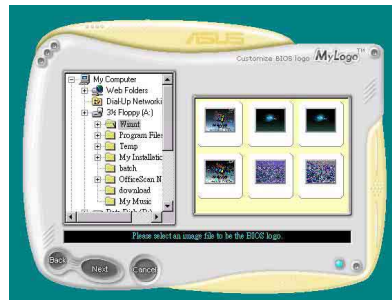 ASUS
Customize BIOS logo MyLogo™
My Computer
Web Folders
Dial-Up Networki
3½ Floppy (A:)
Winnt
Program Files
Temp
My Installatic
batch
OfficeScan N
download
My Music
Please select an image file to be the BIOS logo.
Back
Next
Cancel